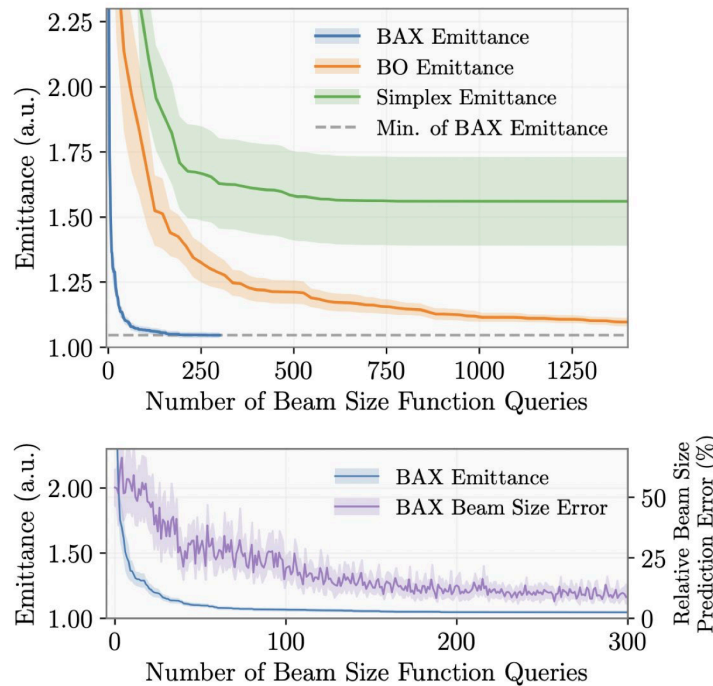 BAX Emittance
BO Emittance
Simplex Emittance
Min. of BAX Emittance
Emittance (a.u.)
2.00
1.75
1.50
1.25
1.00
0 250 500 750 1000 1250
Number of Beam Size Function Queries
BAX Emittance
BAX Beam Size Error
Emittance (a.u.)
2.00
1.50
1.00
50
25
0
Relative Beam Size
Prediction Error (%)
0 100 200 300
Number of Beam Size Function Queries